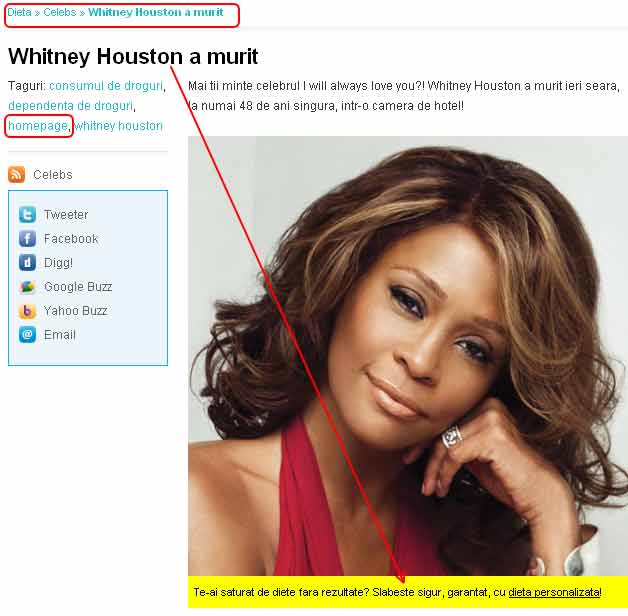 Dieta » Celebs » Whitney Houston a murit
Whitney Houston a murit
Taguri: consumul de droguri,
dependenta de droguri,
homepage, whitney houston
Celebs
Tweeter
Facebook
Digg!
Google Buzz
Yahoo Buzz
Email
Mai tii minte celebrul I will always love you?! Whitney Houston a murit ieri seara,
la numai 48 de ani singura, intr-o camera de hotel!
Te-ai saturat de diete fara rezultate? Slabeste sigur, garantat, cu dieta personalizata!